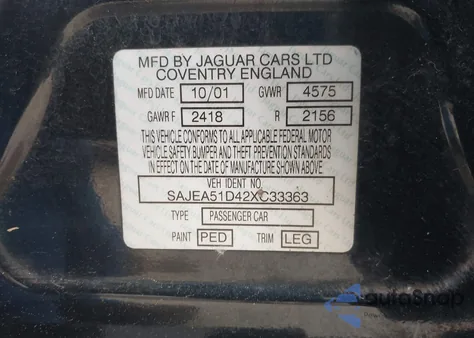 MFD BY JAGUAR CARS LTD
COVENTRY ENGLAND
MFD DATE 10/01 GVWR 4575
GAWR F 2418 R 2156
THIS VEHICLE CONFORMS TO ALL APPLICABLE FEDERAL MOTOR
VEHICLE SAFETY, BUMPER AND THEFT PREVENTION STANDARDS
IN EFFECT ON THE DATE OF MANUFACTURE SHOWN ABOVE
VEH IDENT NO.
SAJEA51D42XC33363
TYPE PASSENGER CAR
PAINT PED TRIM LEG
autoSnap